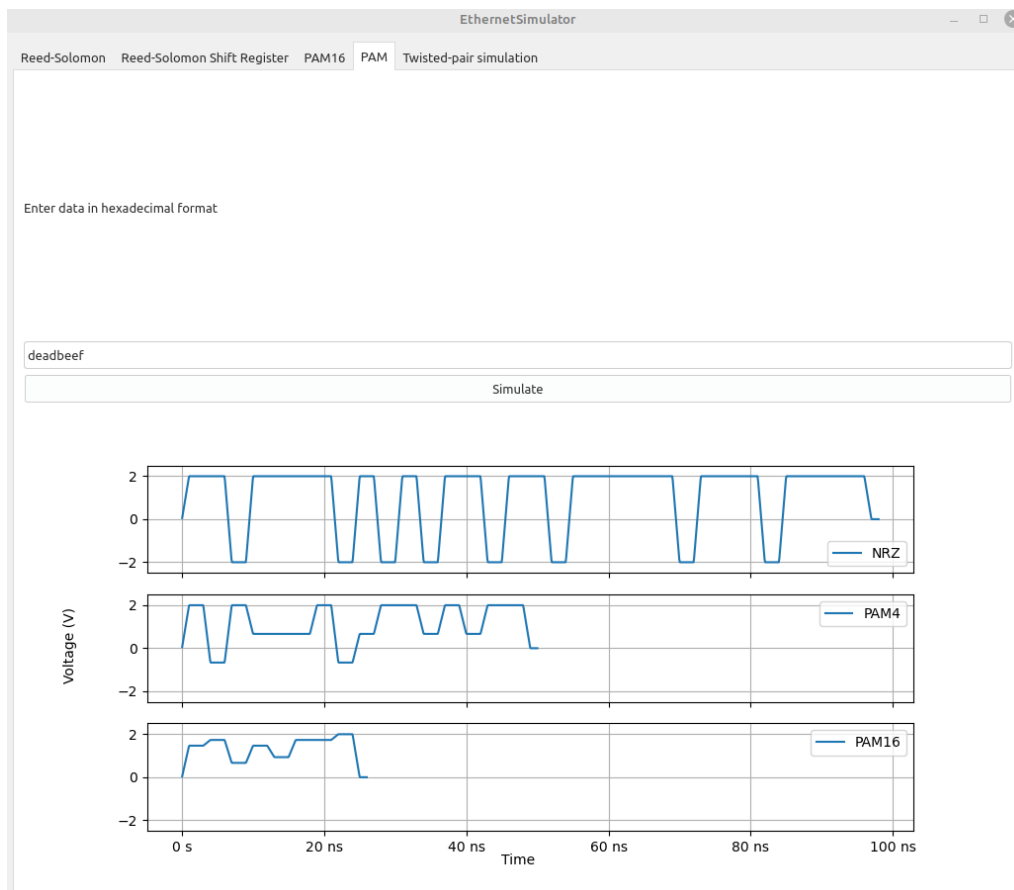 EthernetSimulator
Reed-Solomon Reed-Solomon Shift Register PAM16 PAM Twisted-pair simulation
Enter data in hexadecimal format
deadbeef
Simulate
2
0
−2
NRZ
Voltage (V)
2
0
−2
PAM4
2
0
−2
PAM16
0 s 20 ns 40 ns 60 ns 80 ns 100 ns
Time